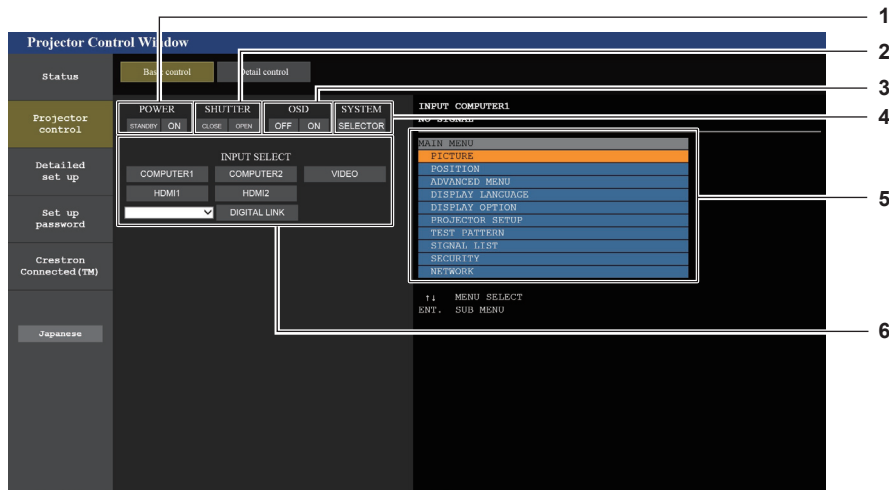 1
Projector Control Window
2
Status
Basic control
Detail control
3
POWER
SHUTTER
OSD
SYSTEM
STANDBY ON
CLOSE OPEN
OFF ON
SELECTOR
4
INPUT COMPUTER1
NO SIGNAL
Projector
control
MAIN MENU
PICTURE
POSITION
ADVANCED MENU
DISPLAY LANGUAGE
DISPLAY OPTION
PROJECTOR SETUP
TEST PATTERN
SIGNAL LIST
SECURITY
NETWORK
5
INPUT SELECT
COMPUTER1
COMPUTER2
VIDEO
HDMI1
HDMI2
DIGITAL LINK
Detailed
set up
Set up
password
Crestron
Connected(TM)
↑↓ MENU SELECT
ENT. SUB MENU
6
Japanese